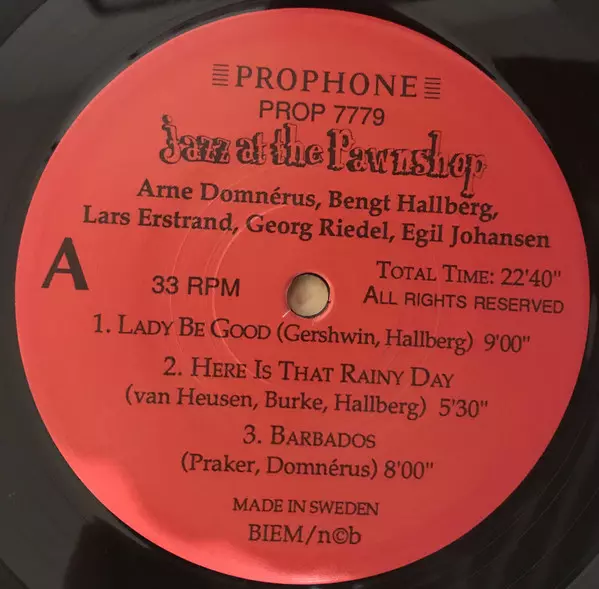 PROPHONE
PROP 7779
Jazz at the Pawnshop
Arne Domnérus, Bengt Hallberg,
Lars Erstrand, Georg Riedel, Egil Johansen
A
33 RPM
TOTAL TIME: 22'40"
ALL RIGHTS RESERVED
1. LADY BE GOOD (Gershwin, Hallberg) 9'00"
2. HERE IS THAT RAINY DAY
(van Heusen, Burke, Hallberg) 5'30"
3. BARBADOS
(Praker, Domnérus) 8'00"
MADE IN SWEDEN
BIEM/n©b